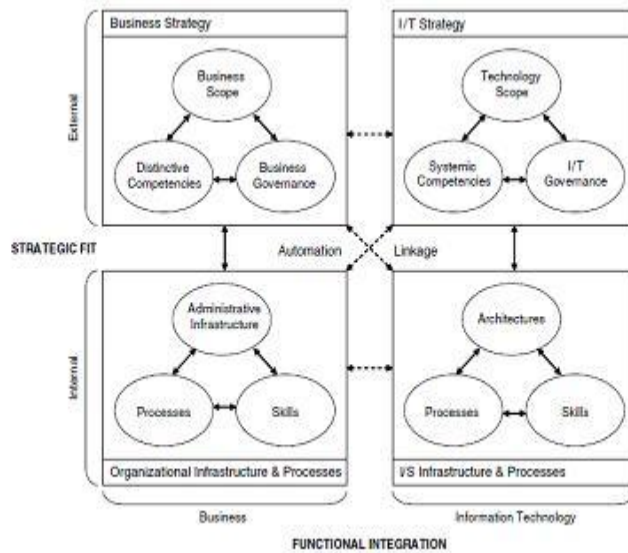 Business Strategy
I/T Strategy
Business
Scope
Technology
Scope
External
Distinctive
Competencies
Business
Governance
Systemic
Competencies
I/T
Governance
STRATEGIC FIT
Automation
Linkage
Administrative
Infrastructure
Architectures
Internal
Processes
Skills
Processes
Skills
Organizational Infrastructure & Processes
I/S Infrastructure & Processes
Business
Information Technology
FUNCTIONAL INTEGRATION